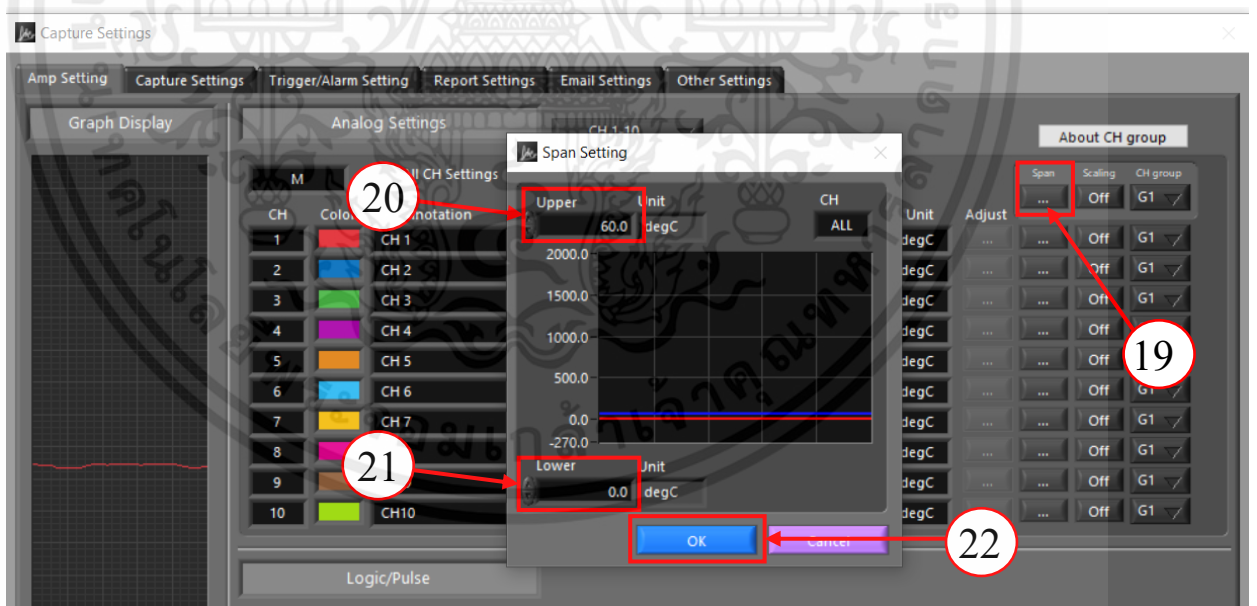 Capture Settings
Amp Setting Capture Settings Trigger/Alarm Setting Report Settings Email Settings Other Settings
Graph Display Analog Settings CH 1-10 About CH group
Span Setting
M CH Settings Span Scaling CH group
20 ... Off G1
Upper Unit CH
60.0 degC ALL
CH Unit Adjust
1 CH 1 degC ... ... Off G1
2 CH 2 degC ... ... Off G1
3 CH 3 degC ... ... Off G1
4 CH 4 degC ... ... Off G1
5 CH 5 degC ... ... Off 19
6 CH 6 degC ... ... Off G1
7 CH 7 degC ... ... Off G1
8 degC ... ... Off G1
9 degC ... ... Off G1
10 CH10 degC ... ... Off G1
2000.0
1500.0
1000.0
500.0
0.0
-270.0
21
Lower Unit
0.0 degC
OK Cancel 22
Logic/Pulse